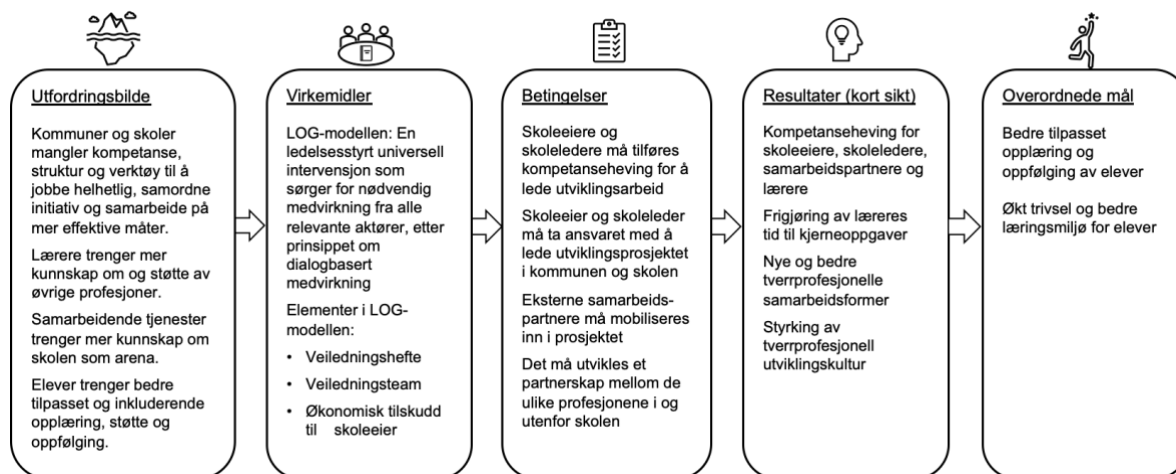 Utfordringsbilde
Kommuner og skoler
mangler kompetanse,
struktur og verktøy til å
jobbe helhetlig, samordne
initiativ og samarbeide på
mer effektive måter.
Lærere trenger mer
kunnskap om og støtte av
øvrige profesjoner.
Samarbeidende tjenester
trenger mer kunnskap om
skolen som arena.
Elever trenger bedre
tilpasset og inkluderende
opplæring, støtte og
oppfølging.
Virkemidler
LOG-modellen: En
ledelsesstyrt universell
intervensjon som
sørger for nødvendig
medvirkning fra alle
relevante aktører, etter
prinsippet om
dialogbasert
medvirkning
Elementer i LOG-
modellen:
• Veiledningshefte
• Veiledningsteam
• Økonomisk tilskudd
til skoleeier
Betingelser
Skoleeiere og
skoleledere må tilføres
kompetanseheving for å
lede utviklingsarbeid
Skoleeier og skoleleder
må ta ansvaret med å
lede utviklingsprosjektet
i kommunen og skolen
Eksterne samarbeids-
partnere må mobiliseres
inn i prosjektet
Det må utvikles et
partnerskap mellom de
ulike profesjonene i og
utenfor skolen
Resultater (kort sikt)
Kompetanseheving for
skoleeiere, skoleledere,
samarbeidspartnere og
lærere
Frigjøring av læreres
tid til kjerneoppgaver
Nye og bedre
tverrprofesjonelle
samarbeidsformer
Styrking av
tverrprofesjonell
utviklingskultur
Overordnede mål
Bedre tilpasset
opplæring og
oppfølging av elever
Økt trivsel og bedre
læringsmiljø for elever